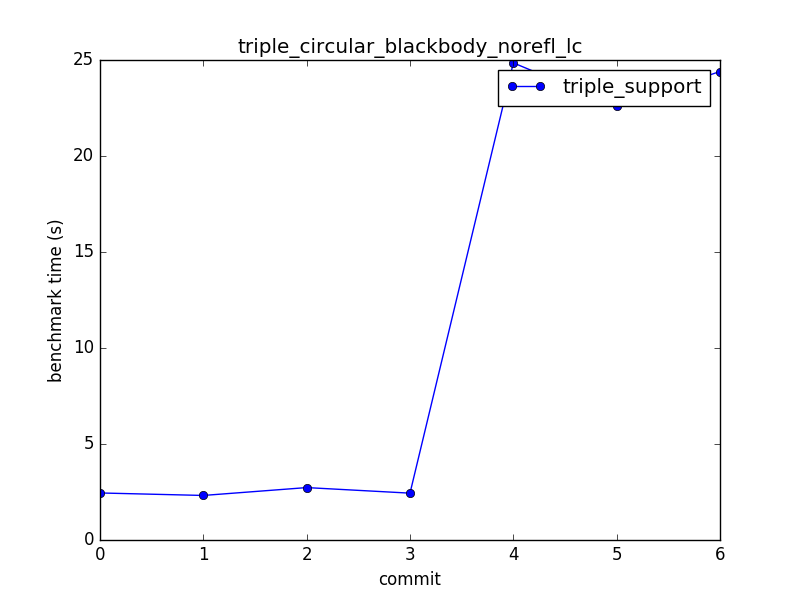 triple_circular_blackbody_norefl_lc
triple_support
benchmark time (s)
25
20
15
10
5
0
0 1 2 3 4 5 6
commit